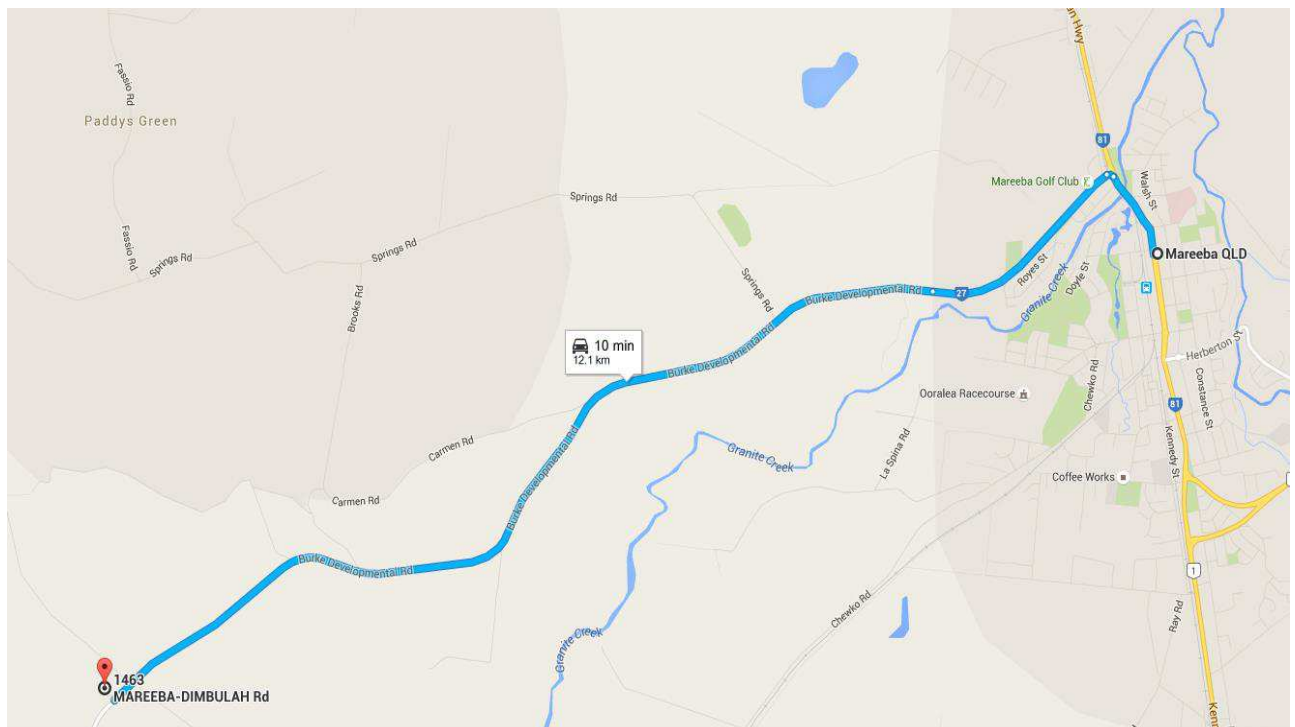 an Hwy
Fassio Rd
Paddys Green
81
Mareeba Golf Club
Walsh St
Springs Rd
Fassio Rd
Springs Rd
Springs Rd
Mareeba QLD
Royes St
Doyle St
Granite Creek
Springs Rd
Burke Developmental Rd
27
Brooks Rd
10 min
12.1 km
Burke Developmental Rd
Herberton St
Constance St
Chewko Rd
Ooralea Racecourse
81
Carmen Rd
Burke Developmental Rd
La Spina Rd
Kennedy St
Granite Creek
Coffee Works
Carmen Rd
Burke Developmental Rd
1
Chewko Rd
Ray Rd
Granite Creek
1463
MAREEBA-DIMBULAH Rd
Kenn